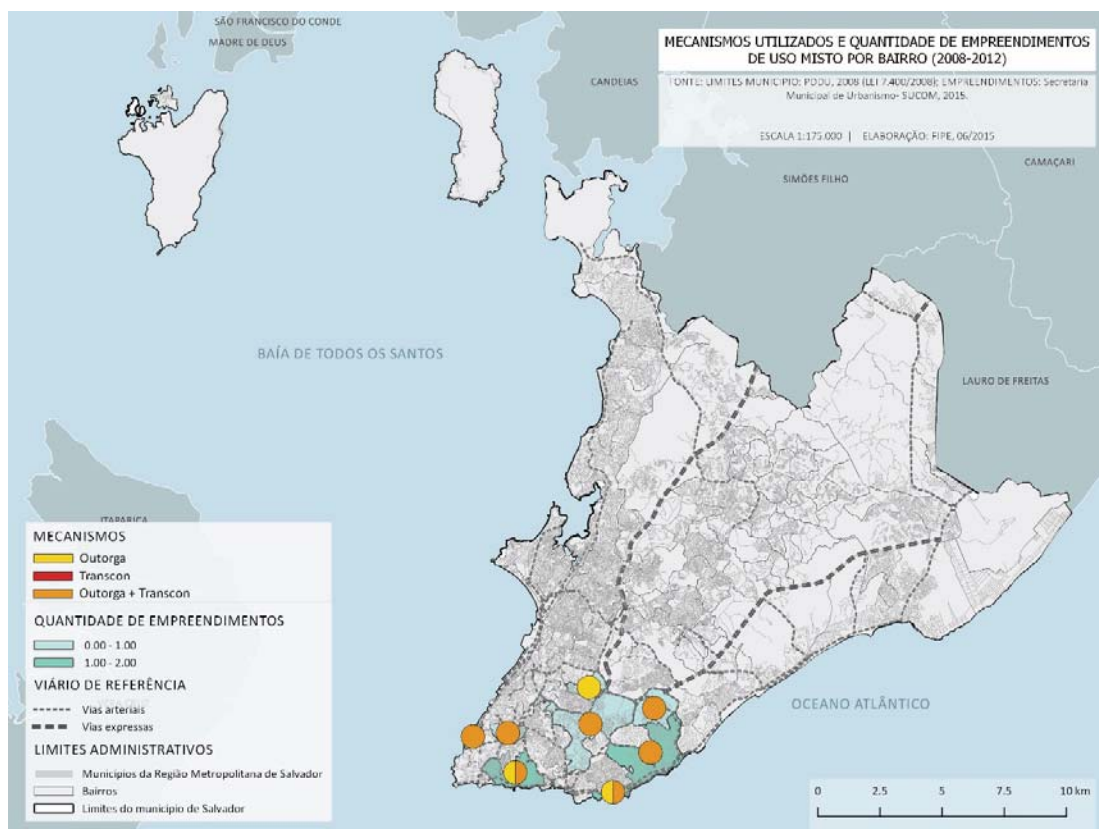 SÃO FRANCISCO DO CONDE
MADRE DE DEUS
CANDEIAS
MECANISMOS UTILIZADOS E QUANTIDADE DE EMPREENDIMENTOS
DE USO MISTO POR BAIRRO (2008-2012)
FONTE: LIMITES MUNICIPIO: PDDU, 2008 (LEI 7.400/2008); EMPREENDIMENTOS: Secretaria
Municipal de Urbanismo- SUCOM, 2015.
ESCALA 1:175.000 | ELABORAÇÃO: FIPE, 06/2015
CAMAÇARI
SIMÕES FILHO
BAÍA DE TODOS OS SANTOS
LAURO DE FREITAS
ITAPARICA
MECANISMOS
Outorga
Transcon
Outorga + Transcon
QUANTIDADE DE EMPREENDIMENTOS
0.00 - 1.00
1.00 - 2.00
VIÁRIO DE REFERÊNCIA
Vias arteriais
Vias expressas
LIMITES ADMINISTRATIVOS
Municípios da Região Metropolitana de Salvador
Bairros
Limites do município de Salvador
OCEANO ATLÂNTICO
0 2.5 5 7.5 10 km